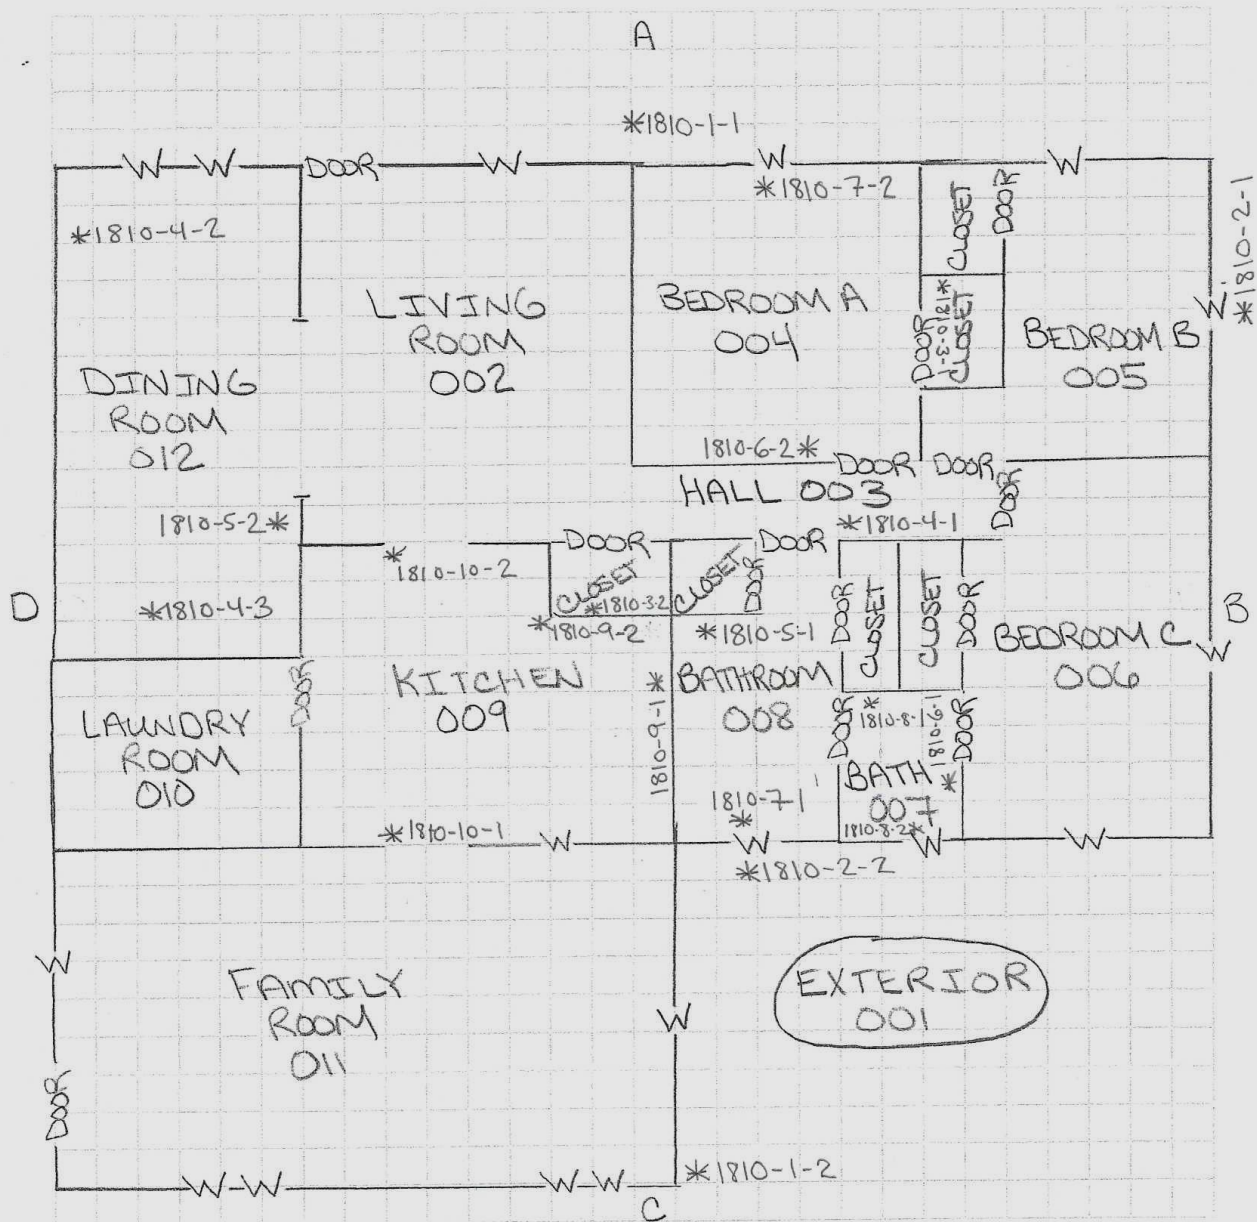 A
*1810-1-1
W W DOOR W W W
*1810-7-2
*1810-4-2
CLOSET
DOOR
*1810-2-1
W
LIVING
ROOM
002
BEDROOM A
004
DOOR
*1810-3-1
CLOSET
BEDROOM B
005
DINING
ROOM
012
1810-6-2*
DOOR DOOR
DOOR
HALL 003
1810-5-2*
*1810-4-1
*1810-10-2
DOOR
DOOR
CLOSET
*1810-3-2
CLOSET
DOOR
DOOR
CLOSET
CLOSET
DOOR
D
*1810-4-3
*1810-9-2
*1810-5-1
B
BEDROOM C
006
W
DOOR
KITCHEN
009
*
1810-9-1
BATHROOM
008
DOOR
*
1810-8-1
1810-6-1
*
DOOR
LAUNDRY
ROOM
010
BATH
007
1810-7-1
*
*1810-10-1
1810-8-2*
W W W W
*1810-2-2
W
FAMILY
ROOM
011
W
EXTERIOR
001
DOOR
W W W W
*1810-1-2
C